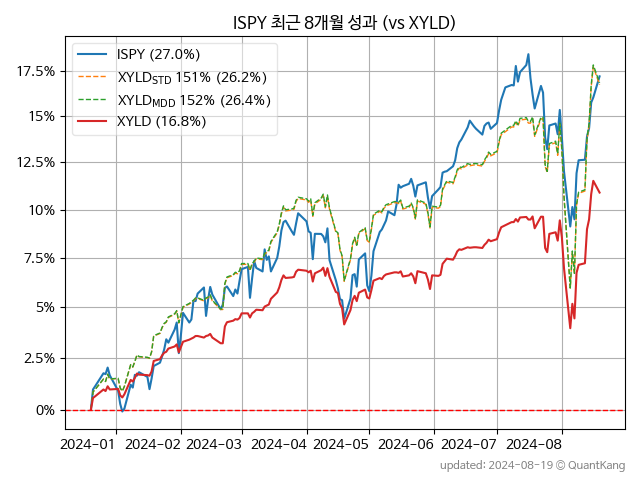 ISPY 최근 8개월 성과 (vs XYLD)
ISPY (27.0%)
XYLD_STD 151% (26.2%)
XYLD_MDD 152% (26.4%)
XYLD (16.8%)
17.5%
15%
12.5%
10%
7.5%
5%
2.5%
0%
2024-01 2024-02 2024-03 2024-04 2024-05 2024-06 2024-07 2024-08
updated: 2024-08-19 ⓒ QuantKang